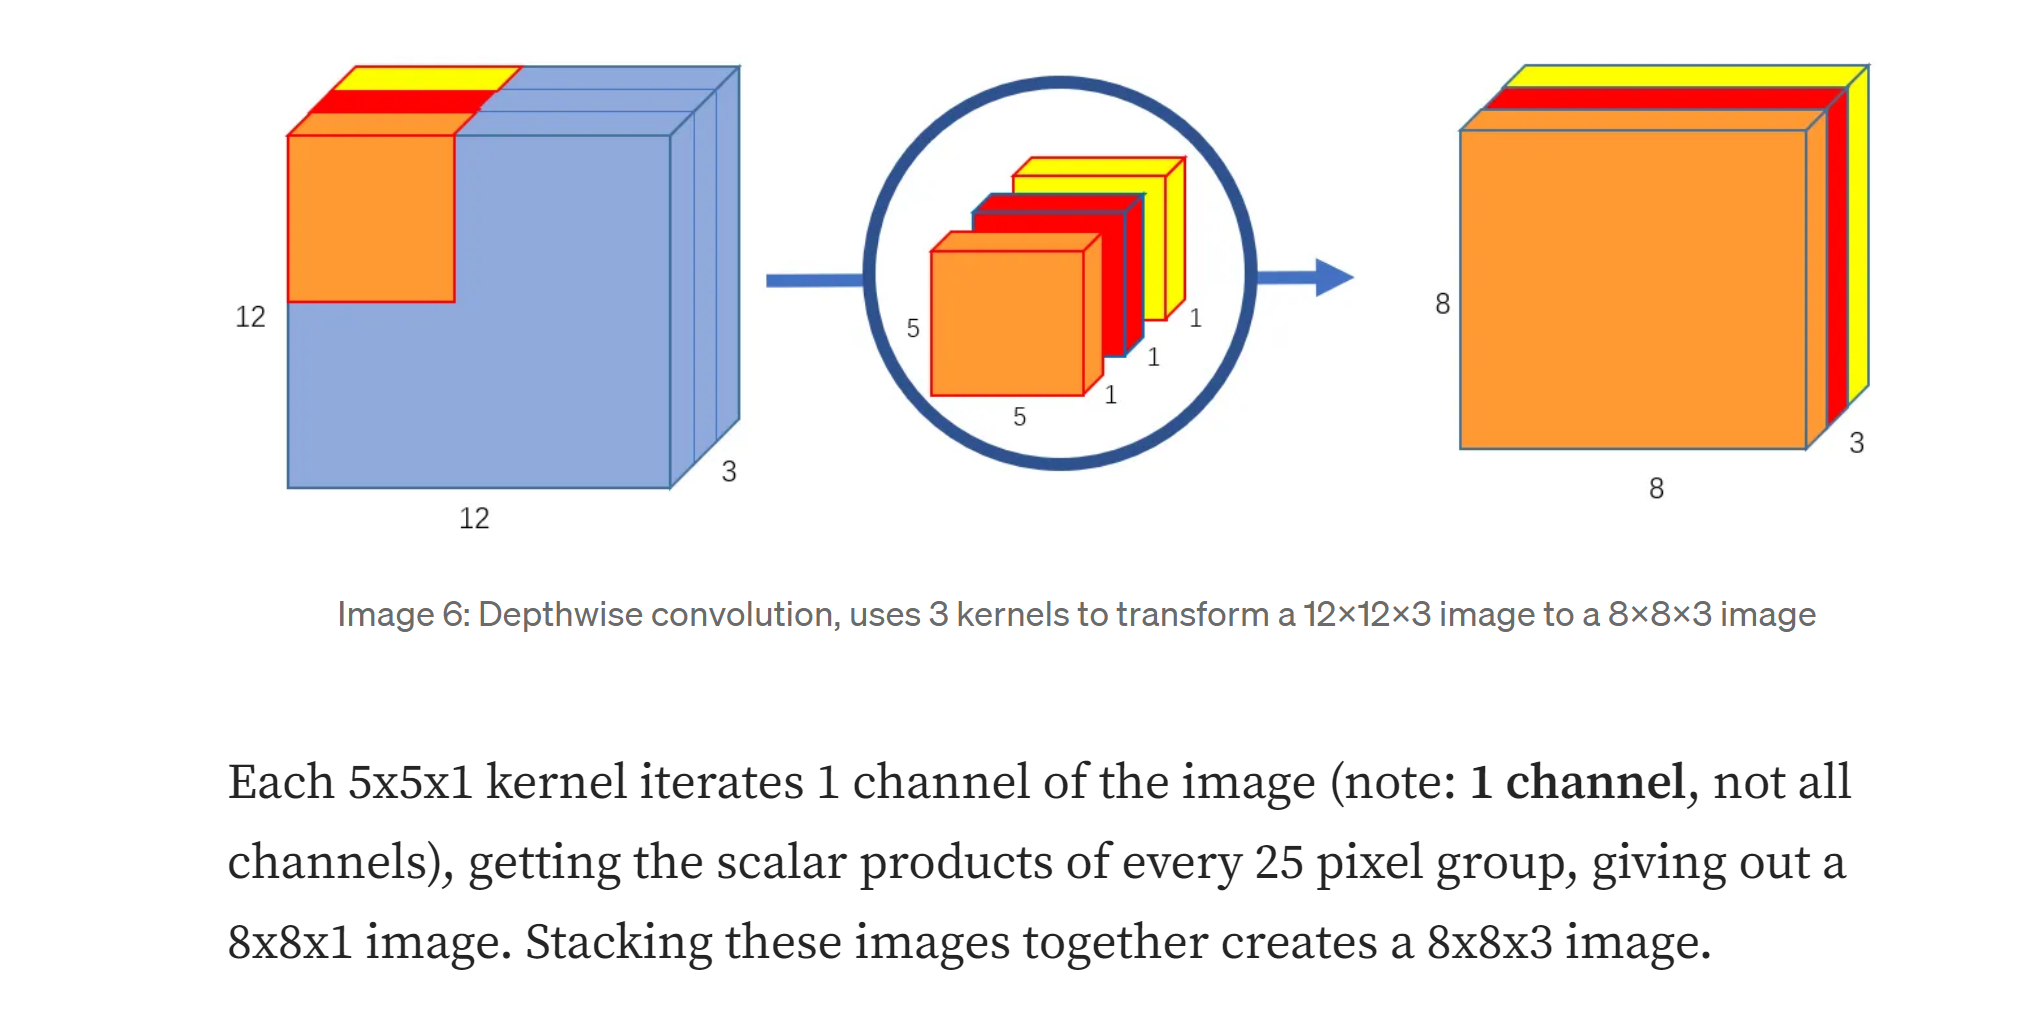 12
12
3
5
5
1
1
1
8
8
3
Image 6: Depthwise convolution, uses 3 kernels to transform a 12×12×3 image to a 8×8×3 image
Each 5x5x1 kernel iterates 1 channel of the image (note: 1 channel, not all
channels), getting the scalar products of every 25 pixel group, giving out a
8x8x1 image. Stacking these images together creates a 8x8x3 image.